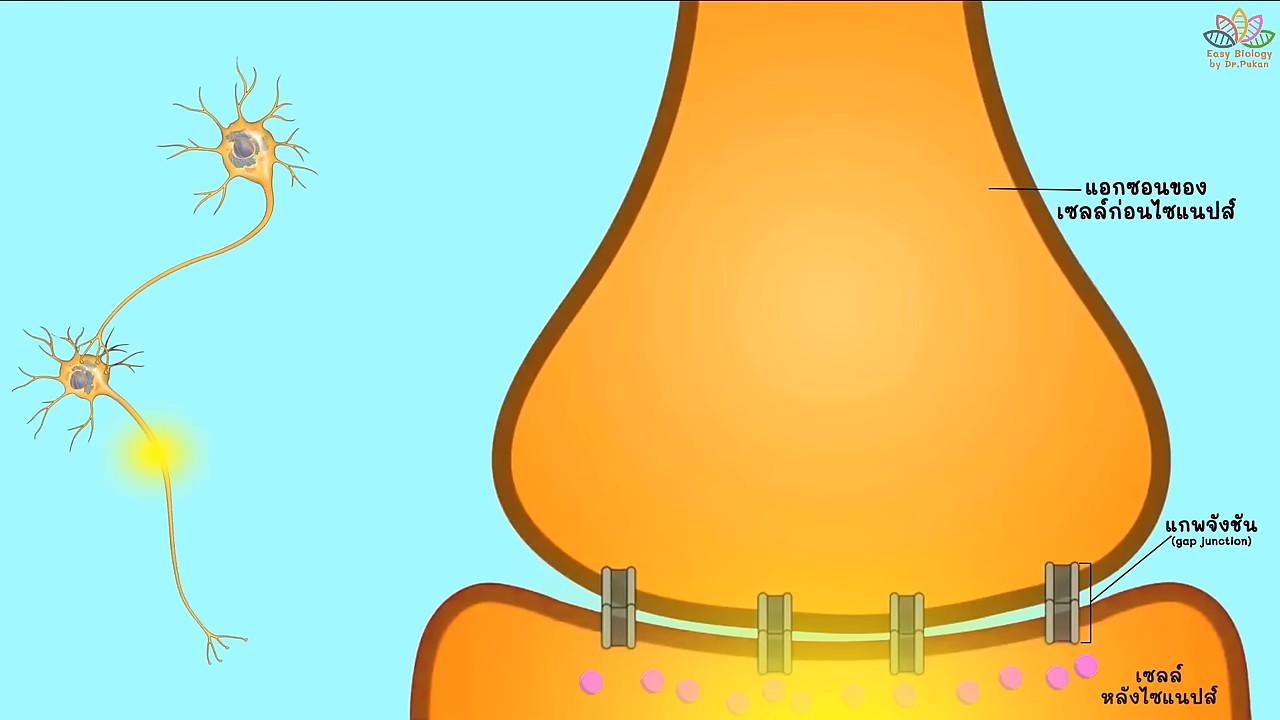 Easy Biology
by Dr.Pukan
แอกซอนของ
เซลล์ก่อนไซแนปส์
แกพจังชัน
(gap junction)
เซลล์
หลังไซแนปส์